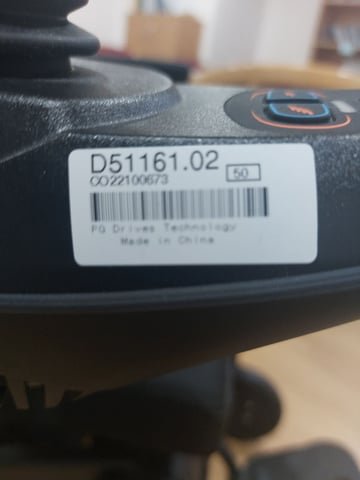 D51161.02
50
CO22100673
PG Drives Technology
Made in China